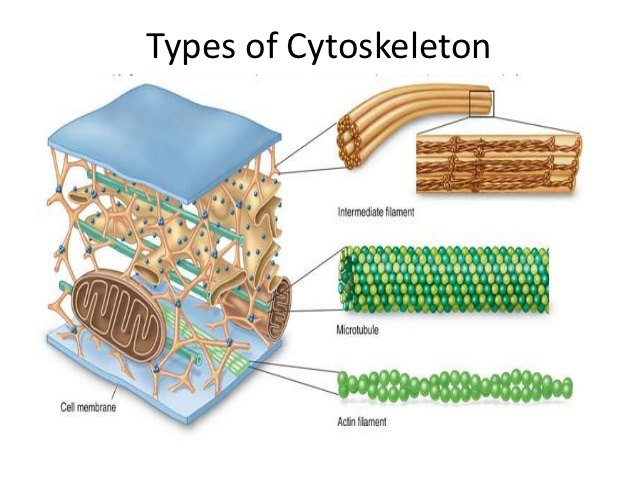 Types of Cytoskeleton
Intermediate filament
Microtubule
Cell membrane
Actin filament